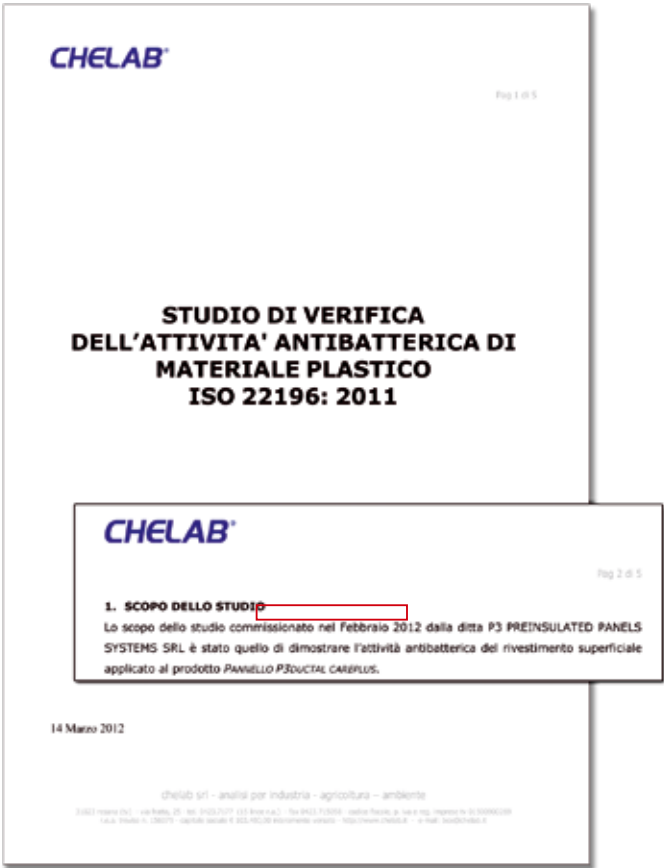 CHELAB®
Pag 1 di 5
STUDIO DI VERIFICA
DELL'ATTIVITA' ANTIBATTERICA DI
MATERIALE PLASTICO
ISO 22196: 2011
CHELAB®
Pag 2 di 5
1. SCOPO DELLO STUDIO
Lo scopo dello studio commissionato nel Febbraio 2012 dalla ditta P3 PREINSULATED PANELS
SYSTEMS SRL è stato quello di dimostrare l'attività antibatterica del rivestimento superficiale
applicato al prodotto PANNELLO P3DUCTAL CAREPLUS.
14 Marzo 2012
chelab srl - analisi per industria - agricoltura – ambiente